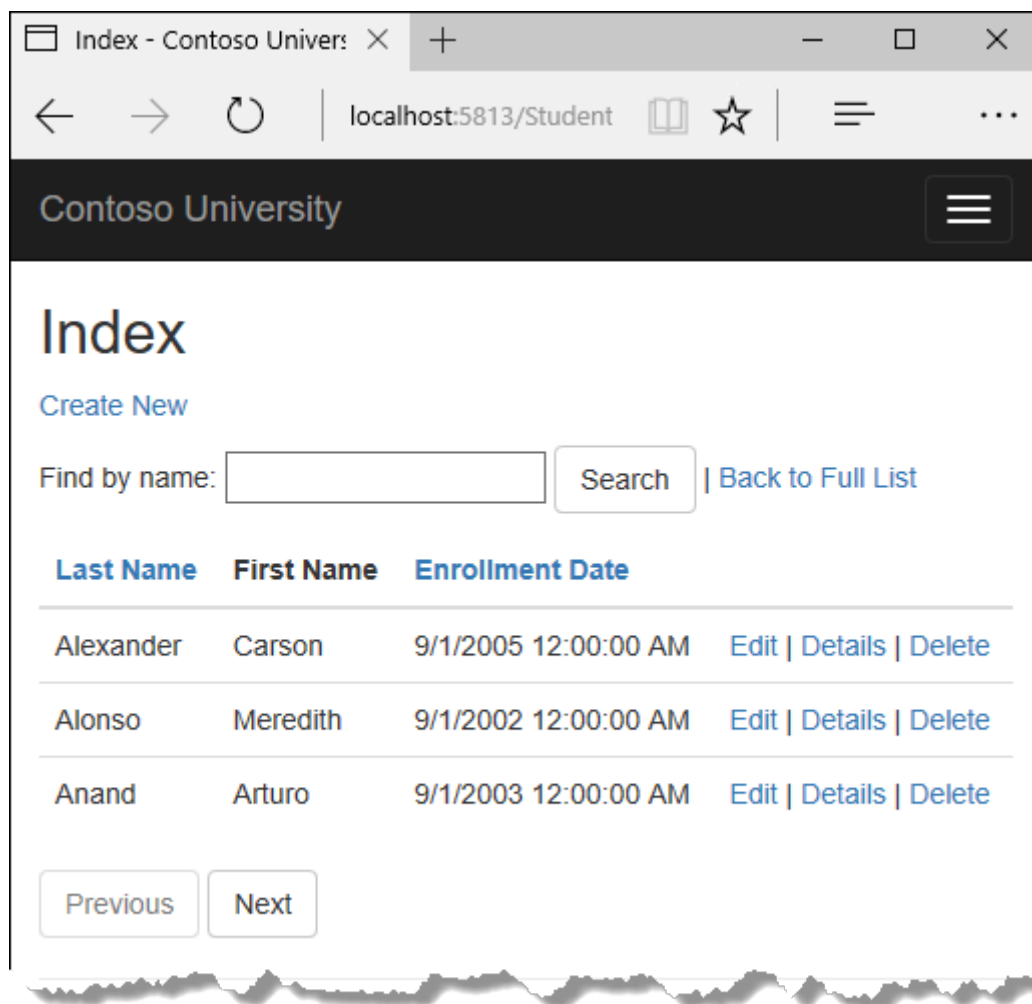 Index - Contoso Univers
localhost:5813/Student
Contoso University
Index
Create New
Find by name: Search | Back to Full List
Last Name First Name Enrollment Date
Alexander Carson 9/1/2005 12:00:00 AM Edit | Details | Delete
Alonso Meredith 9/1/2002 12:00:00 AM Edit | Details | Delete
Anand Arturo 9/1/2003 12:00:00 AM Edit | Details | Delete
Previous Next